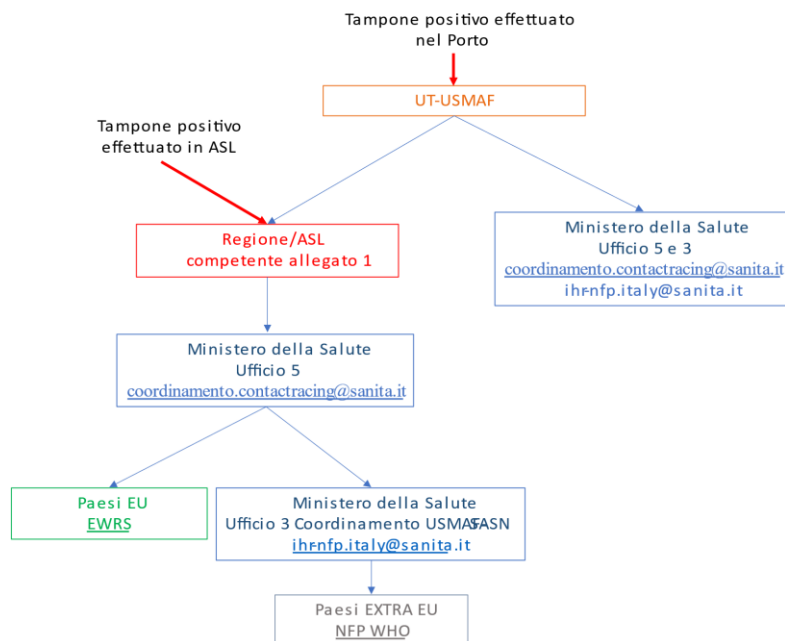 Tampone positivo effettuato
nel Porto
UT-USMAF
Tampone positivo
effettuato in ASL
Regione/ASL
competente allegato 1
Ministero della Salute
Ufficio 5 e 3
coordinamento.contactracing@sanita.it
ihr-nfp.italy@sanita.it
Ministero della Salute
Ufficio 5
coordinamento.contactracing@sanita.it
Paesi EU
EWRS
Ministero della Salute
Ufficio 3 Coordinamento USMAF-SASN
ihr-nfp.italy@sanita.it
Paesi EXTRA EU
NFP WHO